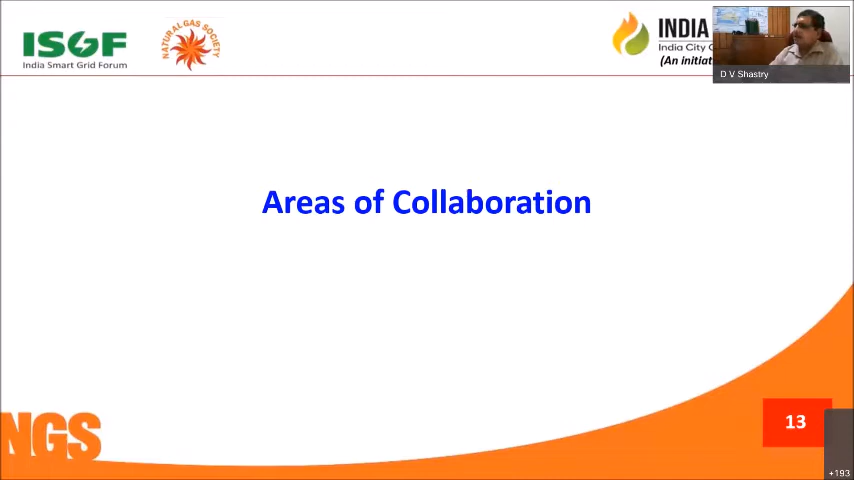 ISGF
India Smart Grid Forum
NATURAL GAS SOCIETY
INDIA
India City G
(An initiat
D V Shastry
Areas of Collaboration
NGS
13
+193